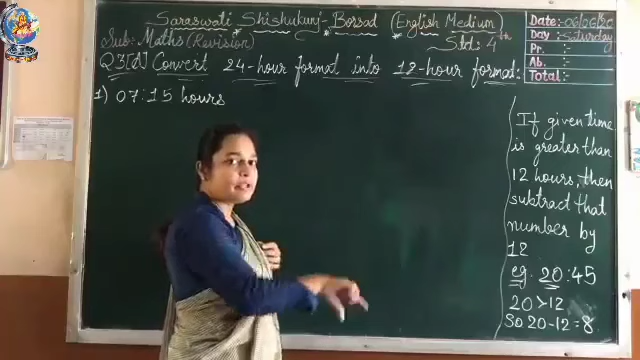 Saraswati Shishukunj - Borsad (English Medium)
Sub:- Maths (Revision)
Std: 4th
Q3[A] Convert 24-hour format into 12-hour format:
1) 07:15 hours
Date:-
Day :- Saturday
Pr. :-
Ab. :-
Total:-
If given time
is greater than
12 hours, then
subtract that
number by
12
eg. 20:45
20>12
So 20-12=8